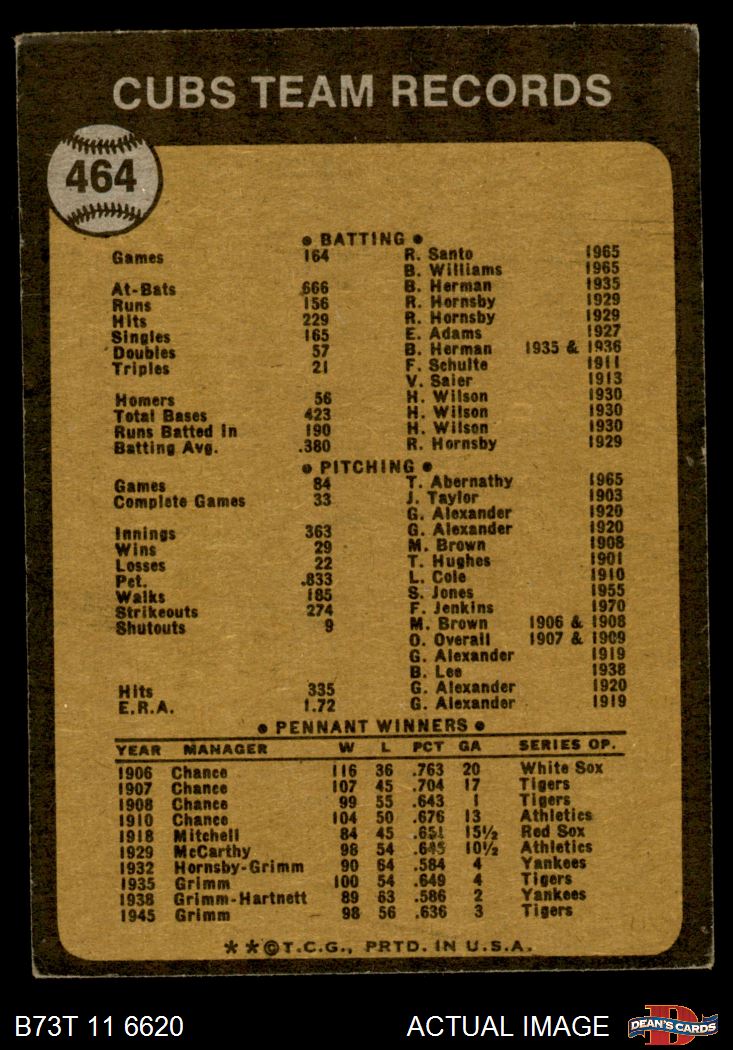 CUBS TEAM RECORDS
464
• BATTING •
Games 164 R. Santo 1965
B. Williams 1965
At-Bats 666 B. Herman 1935
Runs 156 R. Hornsby 1929
Hits 229 R. Hornsby 1929
Singles 165 E. Adams 1927
Doubles 57 B. Herman 1935 & 1936
Triples 21 F. Schulte 1911
V. Saier 1913
Homers 56 H. Wilson 1930
Total Bases 423 H. Wilson 1930
Runs Batted In 190 H. Wilson 1930
Batting Avg. .380 R. Hornsby 1929
• PITCHING •
Games 84 T. Abernathy 1965
Complete Games 33 J. Taylor 1903
G. Alexander 1920
Innings 363 G. Alexander 1920
Wins 29 M. Brown 1908
Losses 22 T. Hughes 1901
Pct. .833 L. Cole 1910
Walks 185 S. Jones 1955
Strikeouts 274 F. Jenkins 1970
Shutouts 9 M. Brown 1906 & 1908
O. Overall 1907 & 1909
G. Alexander 1919
B. Lee 1938
Hits 335 G. Alexander 1920
E.R.A. 1.72 G. Alexander 1919
• PENNANT WINNERS •
YEAR MANAGER W L PCT GA SERIES OP.
1906 Chance 116 36 .763 20 White Sox
1907 Chance 107 45 .704 17 Tigers
1908 Chance 99 55 .643 1 Tigers
1910 Chance 104 50 .676 13 Athletics
1918 Mitchell 84 45 .651 15½ Red Sox
1929 McCarthy 98 54 .645 10½ Athletics
1932 Hornsby-Grimm 90 64 .584 4 Yankees
1935 Grimm 100 54 .649 4 Tigers
1938 Grimm-Hartnett 89 63 .586 2 Yankees
1945 Grimm 98 56 .636 3 Tigers
★ ★ © T.C.G., PRTD. IN U.S.A.
B73T 11 6620 ACTUAL IMAGE DEAN'S CARDS